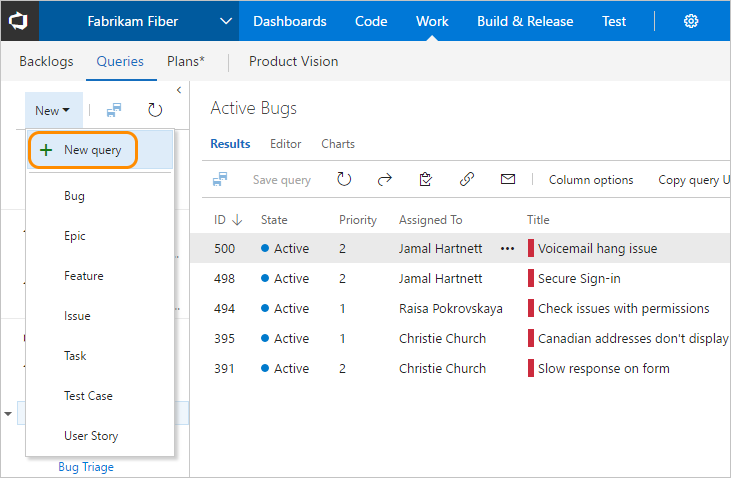 Fabrikam Fiber Dashboards Code Work Build & Release Test
Backlogs Queries Plans* Product Vision
New
New query
Bug
Epic
Feature
Issue
Task
Test Case
User Story
Bug Triage
Active Bugs
Results Editor Charts
Save query Column options Copy query U
ID State Priority Assigned To Title
500 Active 2 Jamal Hartnett ••• Voicemail hang issue
498 Active 2 Jamal Hartnett Secure Sign-in
494 Active 1 Raisa Pokrovskaya Check issues with permissions
395 Active 1 Christie Church Canadian addresses don't display
391 Active 2 Christie Church Slow response on form